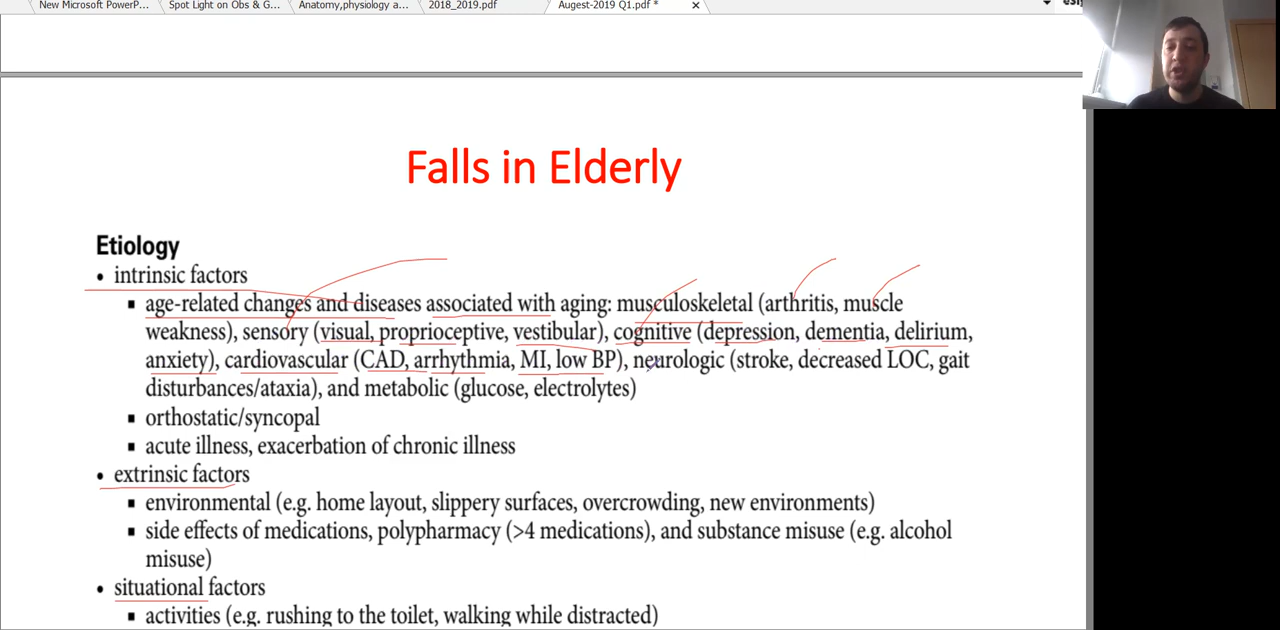 New Microsoft PowerP...
Spot Light on Obs & G...
Anatomy,physiology a...
2018_2019.pdf
Augest-2019 Q1.pdf *
Falls in Elderly
Etiology
• intrinsic factors
▪ age-related changes and diseases associated with aging: musculoskeletal (arthritis, muscle
weakness), sensory (visual, proprioceptive, vestibular), cognitive (depression, dementia, delirium,
anxiety), cardiovascular (CAD, arrhythmia, MI, low BP), neurologic (stroke, decreased LOC, gait
disturbances/ataxia), and metabolic (glucose, electrolytes)
▪ orthostatic/syncopal
▪ acute illness, exacerbation of chronic illness
• extrinsic factors
▪ environmental (e.g. home layout, slippery surfaces, overcrowding, new environments)
▪ side effects of medications, polypharmacy (>4 medications), and substance misuse (e.g. alcohol
misuse)
• situational factors
▪ activities (e.g. rushing to the toilet, walking while distracted)